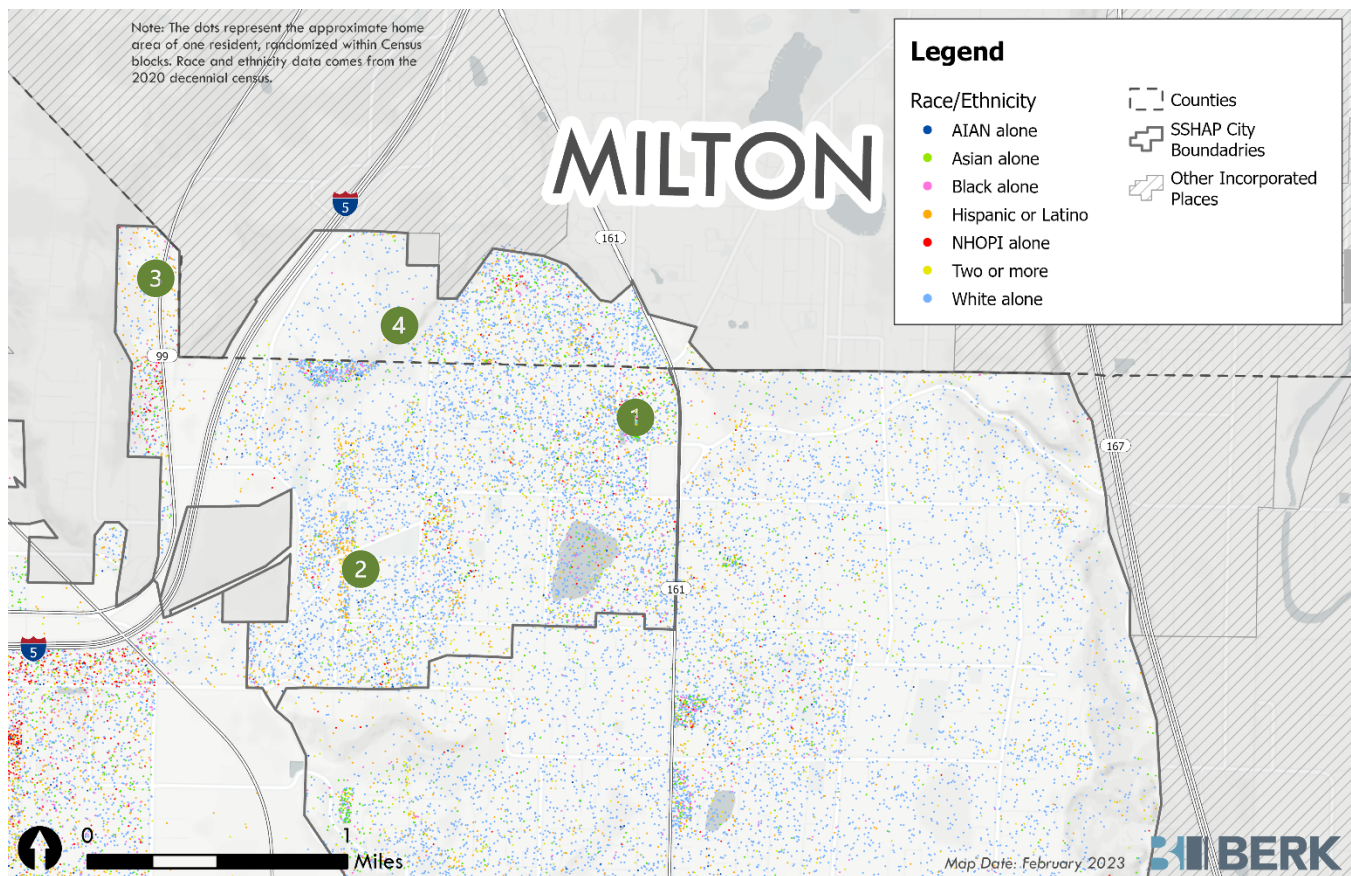 Note: The dots represent the approximate home
area of one resident, randomized within Census
blocks. Race and ethnicity data comes from the
2020 decennial census.
MILTON
Legend
Race/Ethnicity
AIAN alone
Asian alone
Black alone
Hispanic or Latino
NHOPI alone
Two or more
White alone
Counties
SSHAP City
Boundadries
Other Incorporated
Places
5
161
3
4
99
1
167
2
161
5
0
1
Miles
Map Date: February 2023
BERK